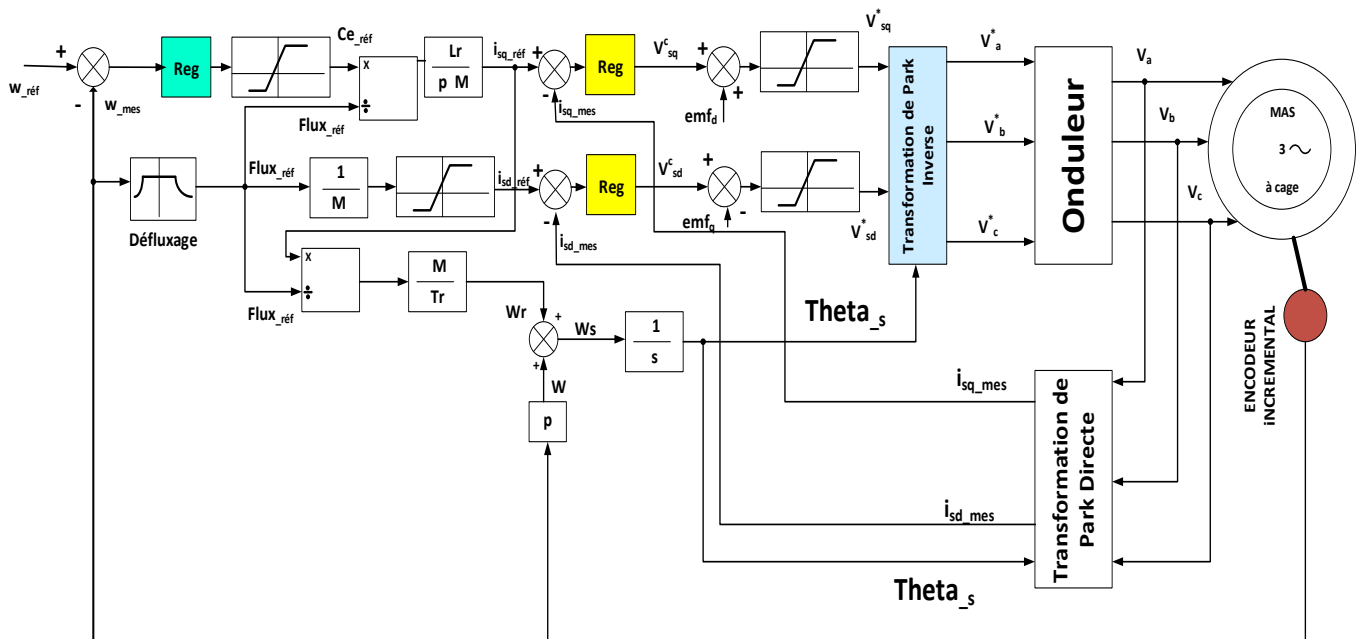 +
w_réf
-
w_mes
Reg
Ce_réf
x
÷
Flux_réf
Lr
p M
i_sq_réf
+
-
i_sq_mes
Reg
V^c_sq
+
+
emf_d
V^*_sq
Transformation de Park
Inverse
V^*_a
V^*_b
V^*_c
Onduleur
V_a
V_b
V_c
MAS
3 ~
à cage
Défluxage
Flux_réf
1
M
i_sd_réf
+
-
i_sd_mes
Reg
V^c_sd
+
-
emf_q
V^*_sd
x
÷
Flux_réf
M
Tr
Wr
+
+
Ws
1
s
W
p
Theta_s
i_sq_mes
i_sd_mes
Theta_s
Transformation de
Park Directe
ENCODEUR
iNCREMENTAL